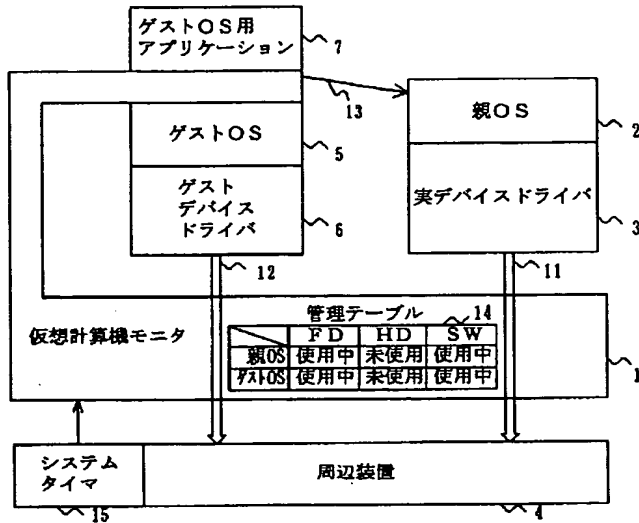 ゲストOS用
アプリケーション
7
13
親OS
2
ゲストOS
5
ゲスト
デバイス
ドライバ
6
実デバイスドライバ
3
12
11
仮想計算機モニタ
管理テーブル
14
FD HD SW
親OS 使用中 未使用 使用中
ゲストOS 使用中 未使用 使用中
1
システム
タイマ
15
周辺装置
4